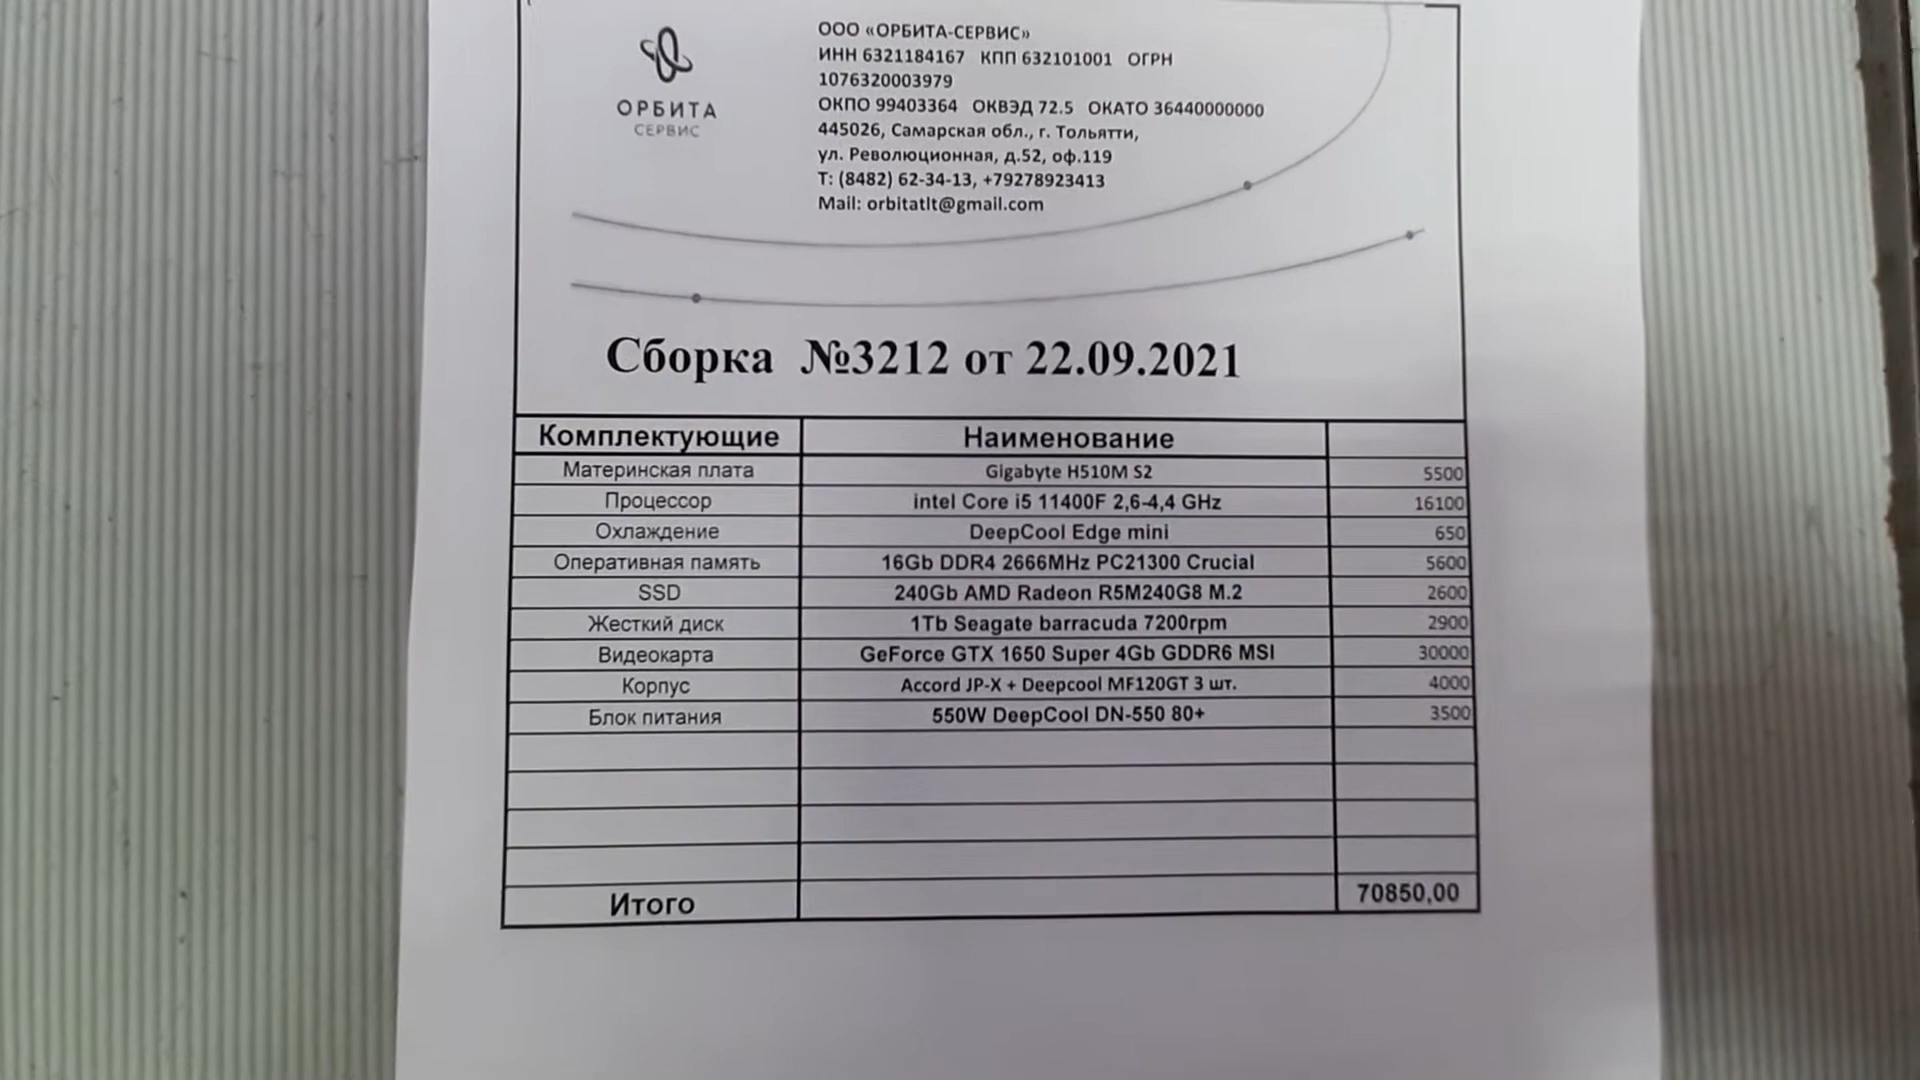 ОРБИТА
СЕРВИС
ООО «ОРБИТА-СЕРВИС»
ИНН 6321184167 КПП 632101001 ОГРН
1076320003979
ОКПО 99403364 ОКВЭД 72.5 ОКАТО 36440000000
445026, Самарская обл., г. Тольятти,
ул. Революционная, д.52, оф.119
Т: (8482) 62-34-13, +79278923413
Mail: orbitatlt@gmail.com
Сборка №3212 от 22.09.2021
Комплектующие Наименование
Материнская плата Gigabyte H510M S2 5500
Процессор intel Core i5 11400F 2,6-4,4 GHz 16100
Охлаждение DeepCool Edge mini 650
Оперативная память 16Gb DDR4 2666MHz PC21300 Crucial 5600
SSD 240Gb AMD Radeon R5M240G8 M.2 2600
Жесткий диск 1Tb Seagate barracuda 7200rpm 2900
Видеокарта GeForce GTX 1650 Super 4Gb GDDR6 MSI 30000
Корпус Accord JP-X + Deepcool MF120GT 3 шт. 4000
Блок питания 550W DeepCool DN-550 80+ 3500
Итого 70850,00